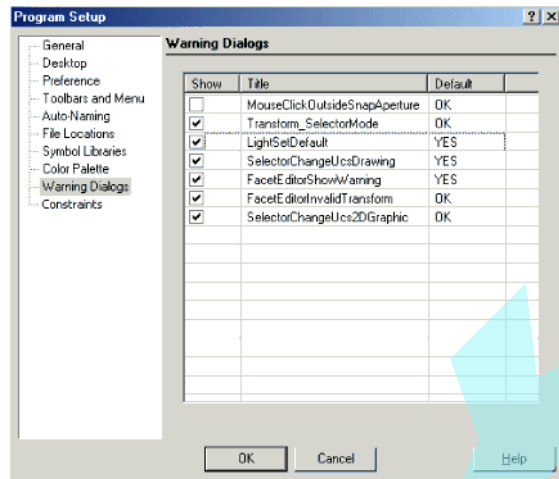 Program Setup
General
Desktop
Preference
Toolbars and Menu
Auto-Naming
File Locations
Symbol Libraries
Color Palette
Warning Dialogs
Constraints
Warning Dialogs
Show Title Default
MouseClickOutsideSnapAperture OK
Transform_SelectorMode OK
LightSetDefault YES
SelectorChangeUcsDrawing YES
FacetEditorShowWarning YES
FacetEditorInvalidTransform OK
SelectorChangeUcs2DGraphic OK
OK Cancel Help